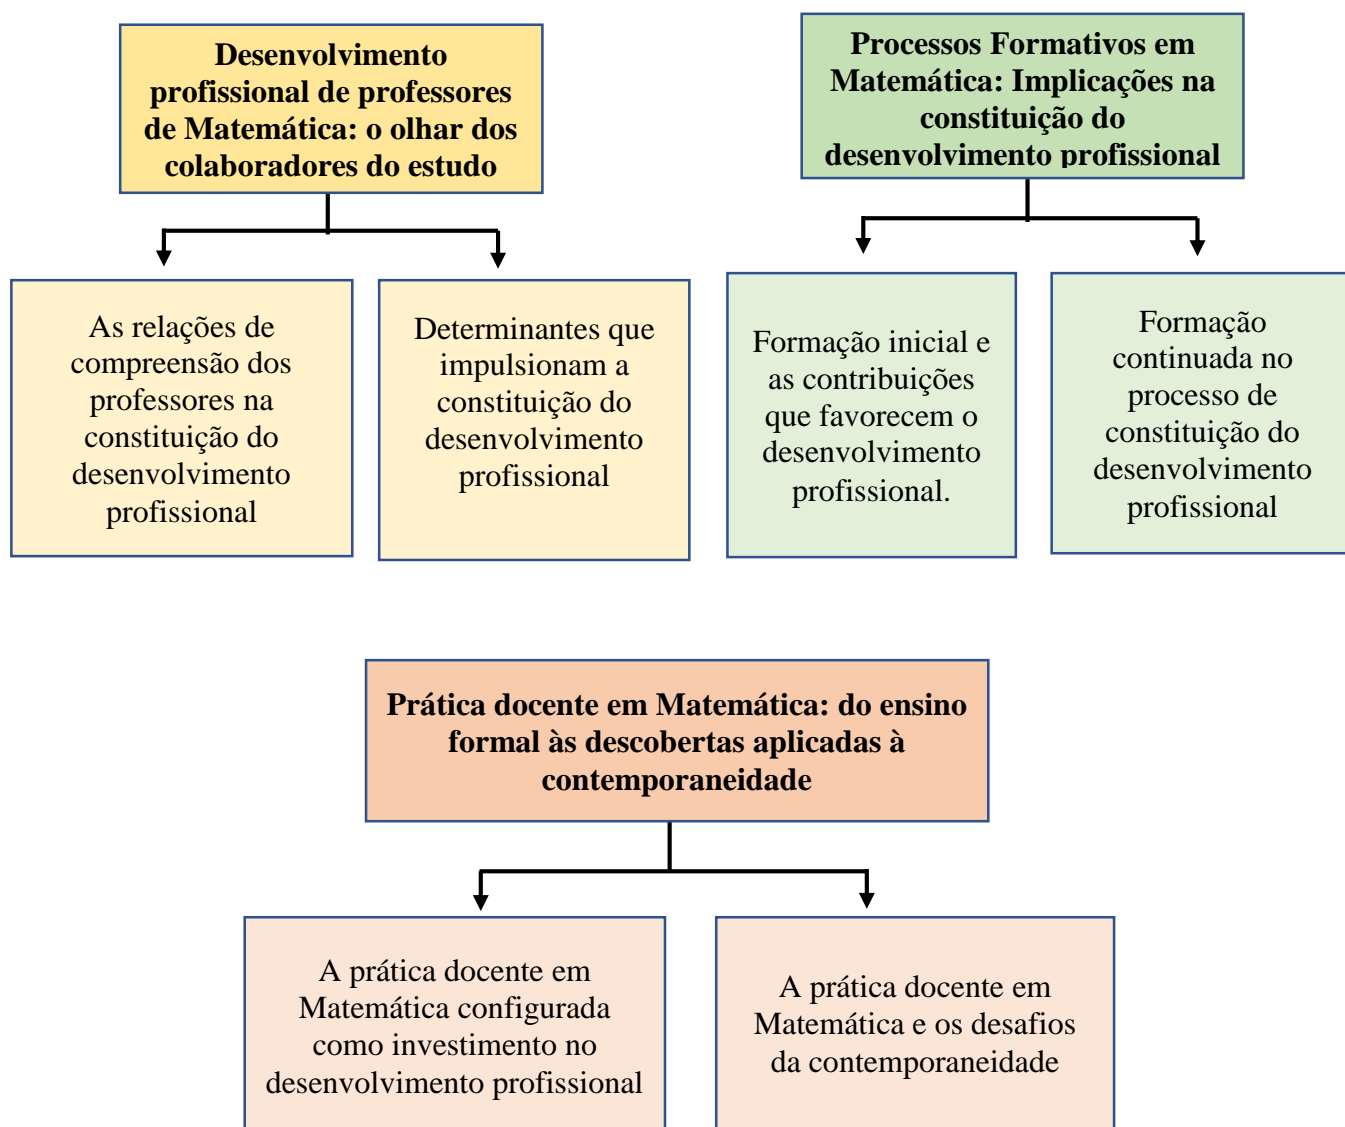 Desenvolvimento
profissional de professores
de Matemática: o olhar dos
colaboradores do estudo
Processos Formativos em
Matemática: Implicações na
constituição do
desenvolvimento profissional
As relações de
compreensão dos
professores na
constituição do
desenvolvimento
profissional
Determinantes que
impulsionam a
constituição do
desenvolvimento
profissional
Formação inicial e
as contribuições
que favorecem o
desenvolvimento
profissional.
Formação
continuada no
processo de
constituição do
desenvolvimento
profissional
Prática docente em Matemática: do ensino
formal às descobertas aplicadas à
contemporaneidade
A prática docente em
Matemática configurada
como investimento no
desenvolvimento profissional
A prática docente em
Matemática e os desafios
da contemporaneidade